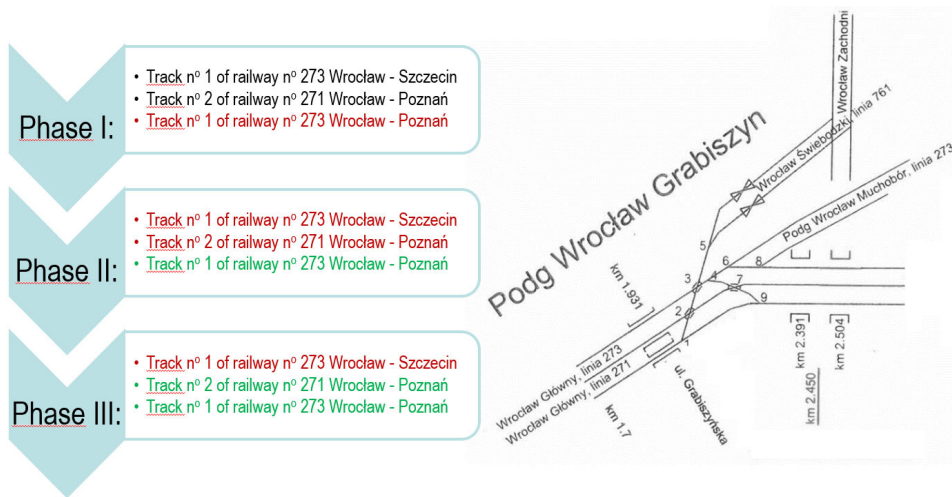 Phase I:
• Track nº 1 of railway nº 273 Wrocław - Szczecin
• Track nº 2 of railway nº 271 Wrocław - Poznań
• Track nº 1 of railway nº 273 Wrocław - Poznań
Phase II:
• Track nº 1 of railway nº 273 Wrocław - Szczecin
• Track nº 2 of railway nº 271 Wrocław - Poznań
• Track nº 1 of railway nº 273 Wrocław - Poznań
Phase III:
• Track nº 1 of railway nº 273 Wrocław - Szczecin
• Track nº 2 of railway nº 271 Wrocław - Poznań
• Track nº 1 of railway nº 273 Wrocław - Poznań
Podg Wrocław Grabiszyn
Wrocław Zachodni
Wrocław Świebodzki, linia 761
Podg Wrocław Muchobór, linia 273
5
6
8
3
4
7
9
2
1
km 1.931
Wrocław Główny, linia 273
Wrocław Główny, linia 271
km 1.7
ul. Grabiszyńska
km 2.391
km 2.504
km 2.450